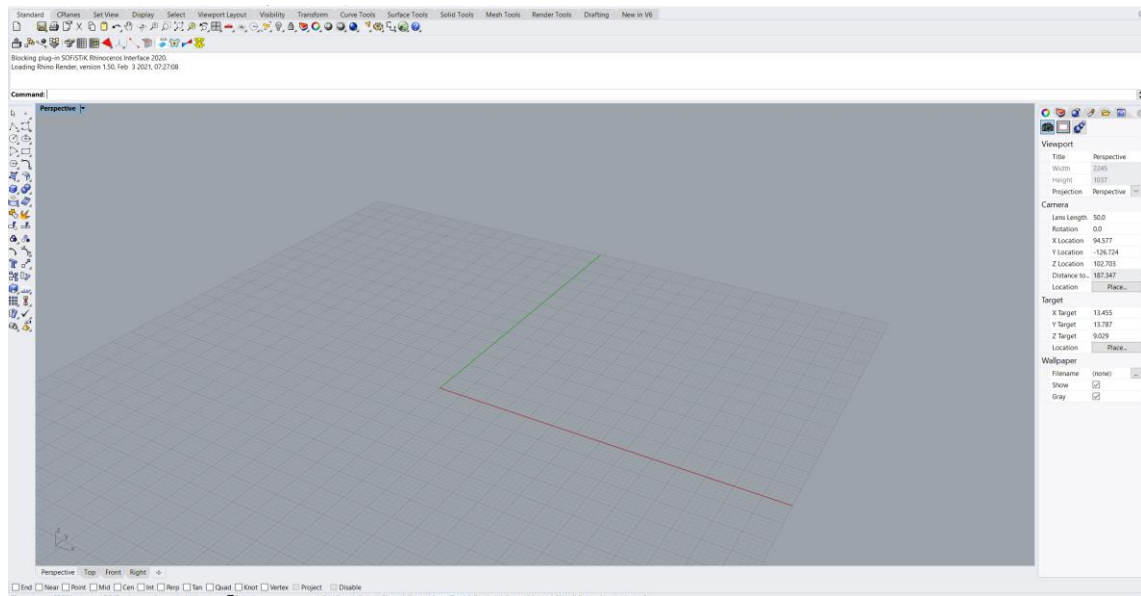 Standard CPlanes Set View Display Select Viewport Layout Visibility Transform Curve Tools Surface Tools Solid Tools Mesh Tools Render Tools Drafting New in V6
Blocking plug-in SOFiSTiK Rhinoceros Interface 2020.
Loading Rhino Render, version 1.50, Feb 3 2021, 07:27:08
Command:
Perspective
Viewport
Title Perspective
Width 2245
Height 1037
Projection Perspective
Camera
Lens Length 50.0
Rotation 0.0
X Location 94.577
Y Location -126.724
Z Location 102.703
Distance to... 187.347
Location Place...
Target
X Target 13.455
Y Target 13.787
Z Target 9.029
Location Place...
Wallpaper
Filename (none) ...
Show
Gray
z
y
x
Perspective Top Front Right
End Near Point Mid Cen Int Perp Tan Quad Knot Vertex Project Disable